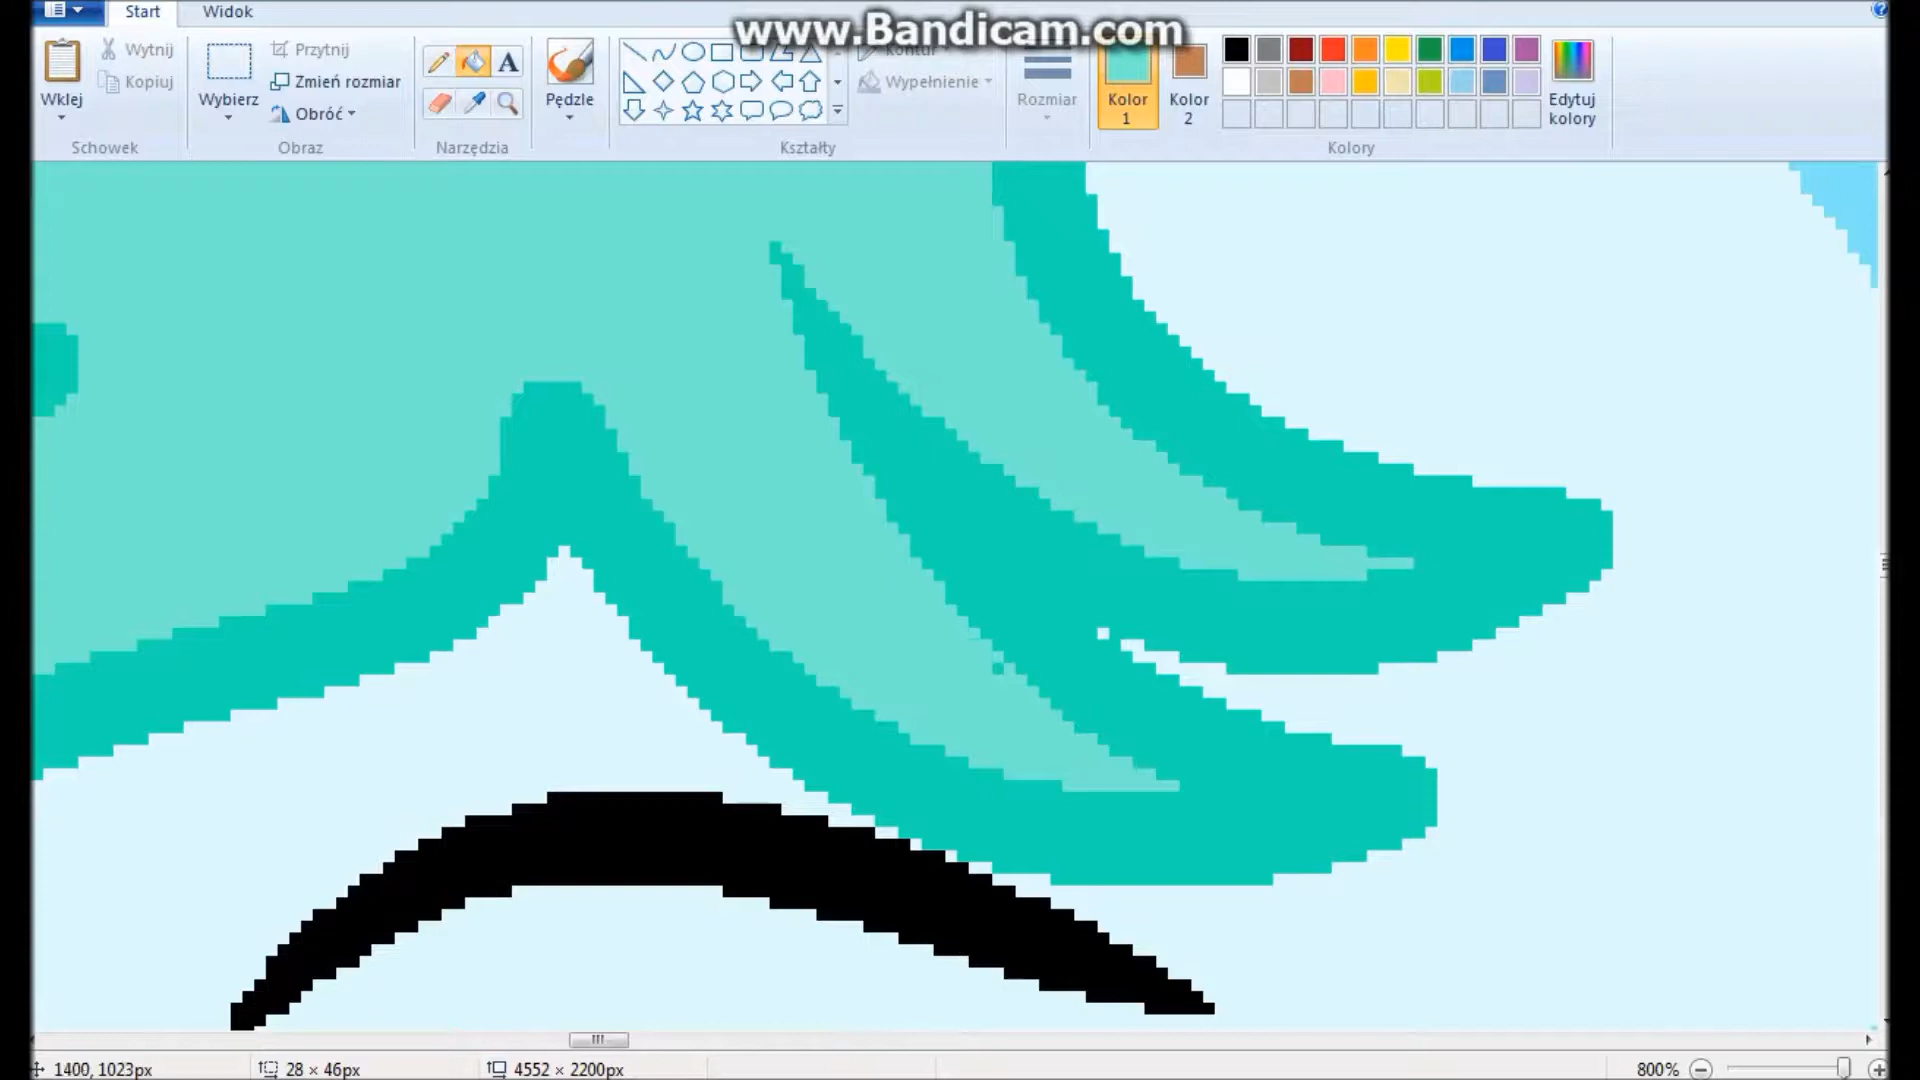 Start Widok
www.Bandicam.com
Wklej
Wytnij
Kopiuj
Schowek
Wybierz
Przytnij
Zmień rozmiar
Obróć
Obraz
A
Narzędzia
Pędzle
Kontur
Wypełnienie
Kształty
Rozmiar
Kolor
1
Kolor
2
Edytuj
kolory
Kolory
1400, 1023px
28 × 46px
4552 × 2200px
800%